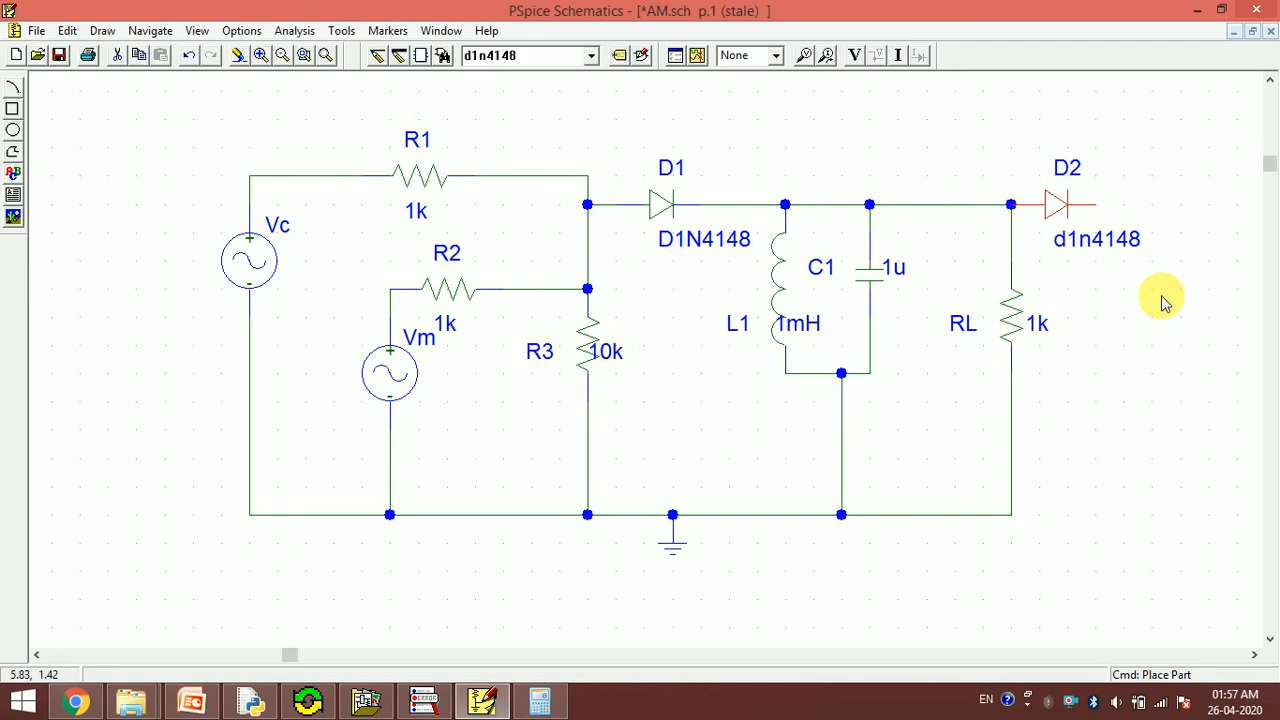 PSpice Schematics - [*AM.sch p.1 (stale) ]
File Edit Draw Navigate View Options Analysis Tools Markers Window Help
d1n4148 None V V I I
ABC
R1
1k
Vc
R2
1k
Vm
R3 10k
D1
D1N4148
C1 1u
L1 1mH
RL 1k
D2
d1n4148
5.83, 1.42 Cmd: Place Part
ERROR
EN 01:57 AM
26-04-2020